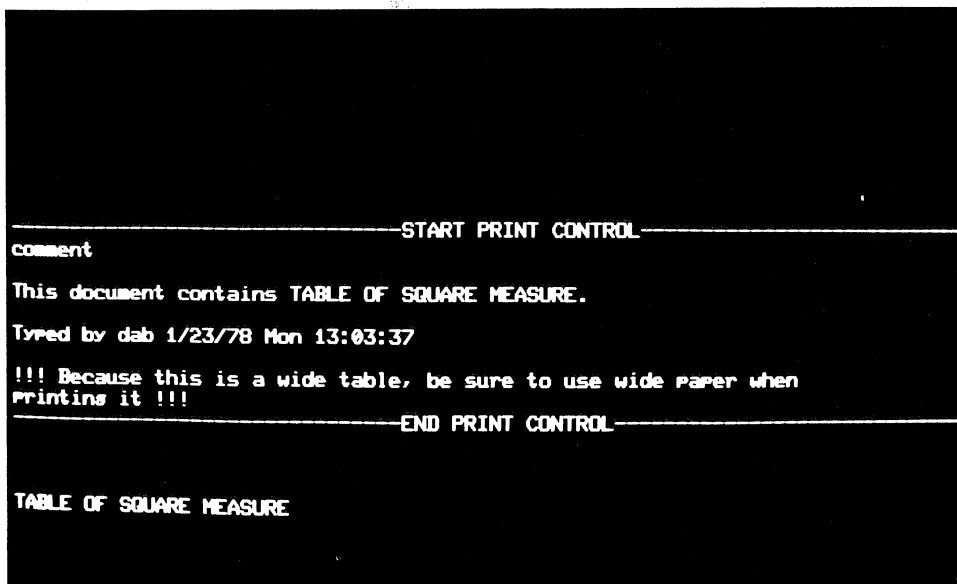 START PRINT CONTROL
comment
This document contains TABLE OF SQUARE MEASURE.
Typed by dab 1/23/78 Mon 13:03:37
!!! Because this is a wide table, be sure to use wide paper when
printing it !!!
END PRINT CONTROL
TABLE OF SQUARE MEASURE